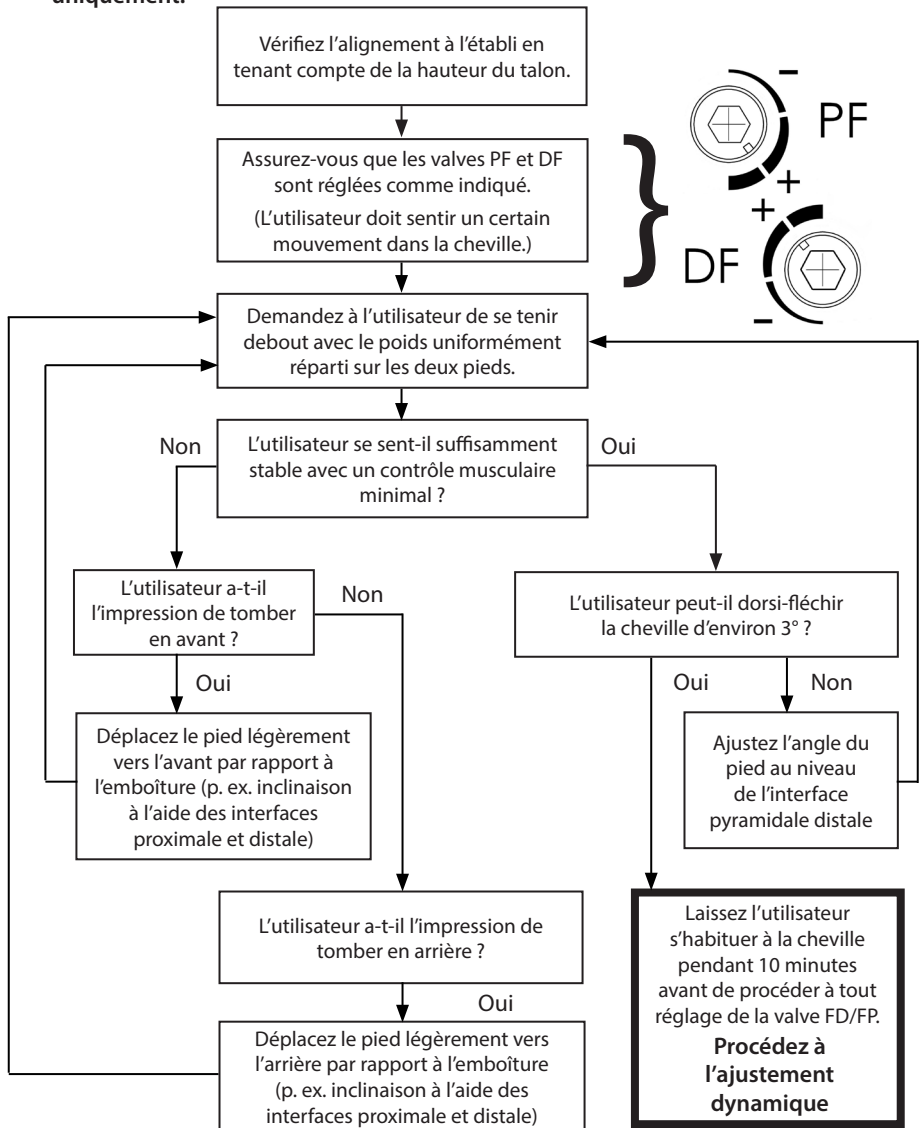 uniquement.
Vérifiez l'alignement à l'établi en
tenant compte de la hauteur du talon.
Assurez-vous que les valves PF et DF
sont réglées comme indiqué.
(L'utilisateur doit sentir un certain
mouvement dans la cheville.)
-
PF
+
+
DF
-
Demandez à l'utilisateur de se tenir
debout avec le poids uniformément
réparti sur les deux pieds.
Non
L'utilisateur se sent-il suffisamment
stable avec un contrôle musculaire
minimal ?
Oui
L'utilisateur a-t-il
l'impression de tomber
en avant ?
Non
L'utilisateur peut-il dorsi-fléchir
la cheville d'environ 3° ?
Oui
Oui
Non
Déplacez le pied légèrement
vers l'avant par rapport à
l'emboîture (p. ex. inclinaison
à l'aide des interfaces
proximale et distale)
Ajustez l'angle du
pied au niveau
de l'interface
pyramidale distale
L'utilisateur a-t-il l'impression de
tomber en arrière ?
Oui
Déplacez le pied légèrement vers
l'arrière par rapport à l'emboîture
(p. ex. inclinaison à l'aide des
interfaces proximale et distale)
Laissez l'utilisateur
s'habituer à la cheville
pendant 10 minutes
avant de procéder à tout
réglage de la valve FD/FP.
Procédez à
l'ajustement
dynamique